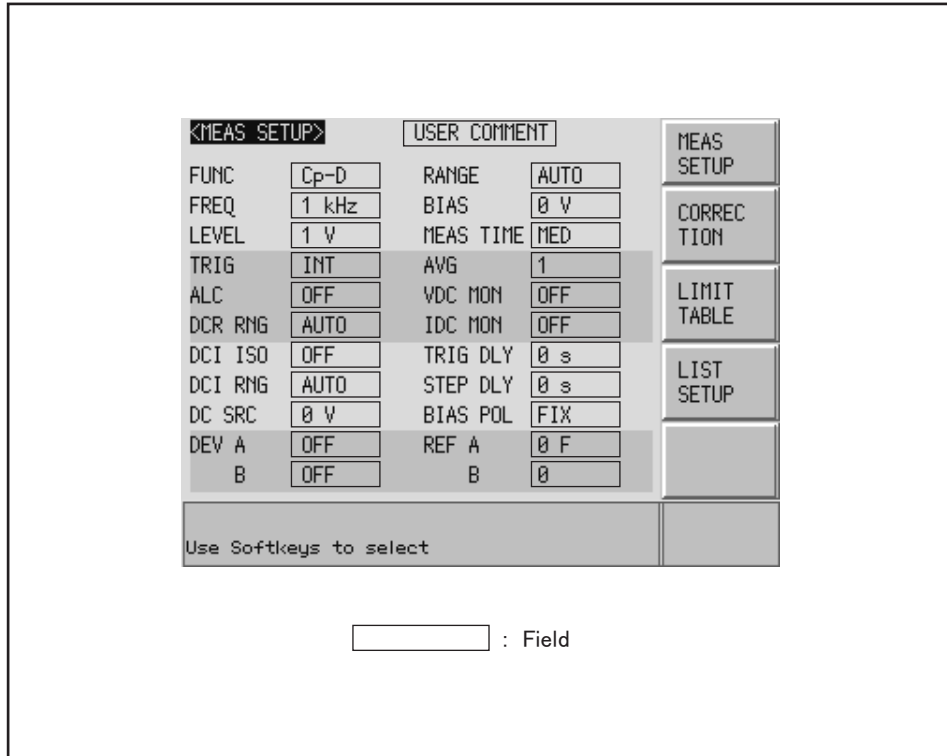 <MEAS SETUP> USER COMMENT
FUNC Cp-D RANGE AUTO
FREQ 1 kHz BIAS 0 V
LEVEL 1 V MEAS TIME MED
TRIG INT AVG 1
ALC OFF VDC MON OFF
DCR RNG AUTO IDC MON OFF
DCI ISO OFF TRIG DLY 0 s
DCI RNG AUTO STEP DLY 0 s
DC SRC 0 V BIAS POL FIX
DEV A OFF REF A 0 F
B OFF B 0
MEAS
SETUP
CORREC
TION
LIMIT
TABLE
LIST
SETUP
Use Softkeys to select
: Field